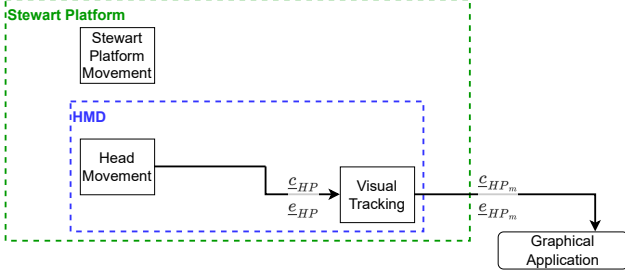 Stewart Platform
Stewart
Platform
Movement
HMD
Head
Movement
c_HP
e_HP
Visual
Tracking
c_HP_m
e_HP_m
Graphical
Application